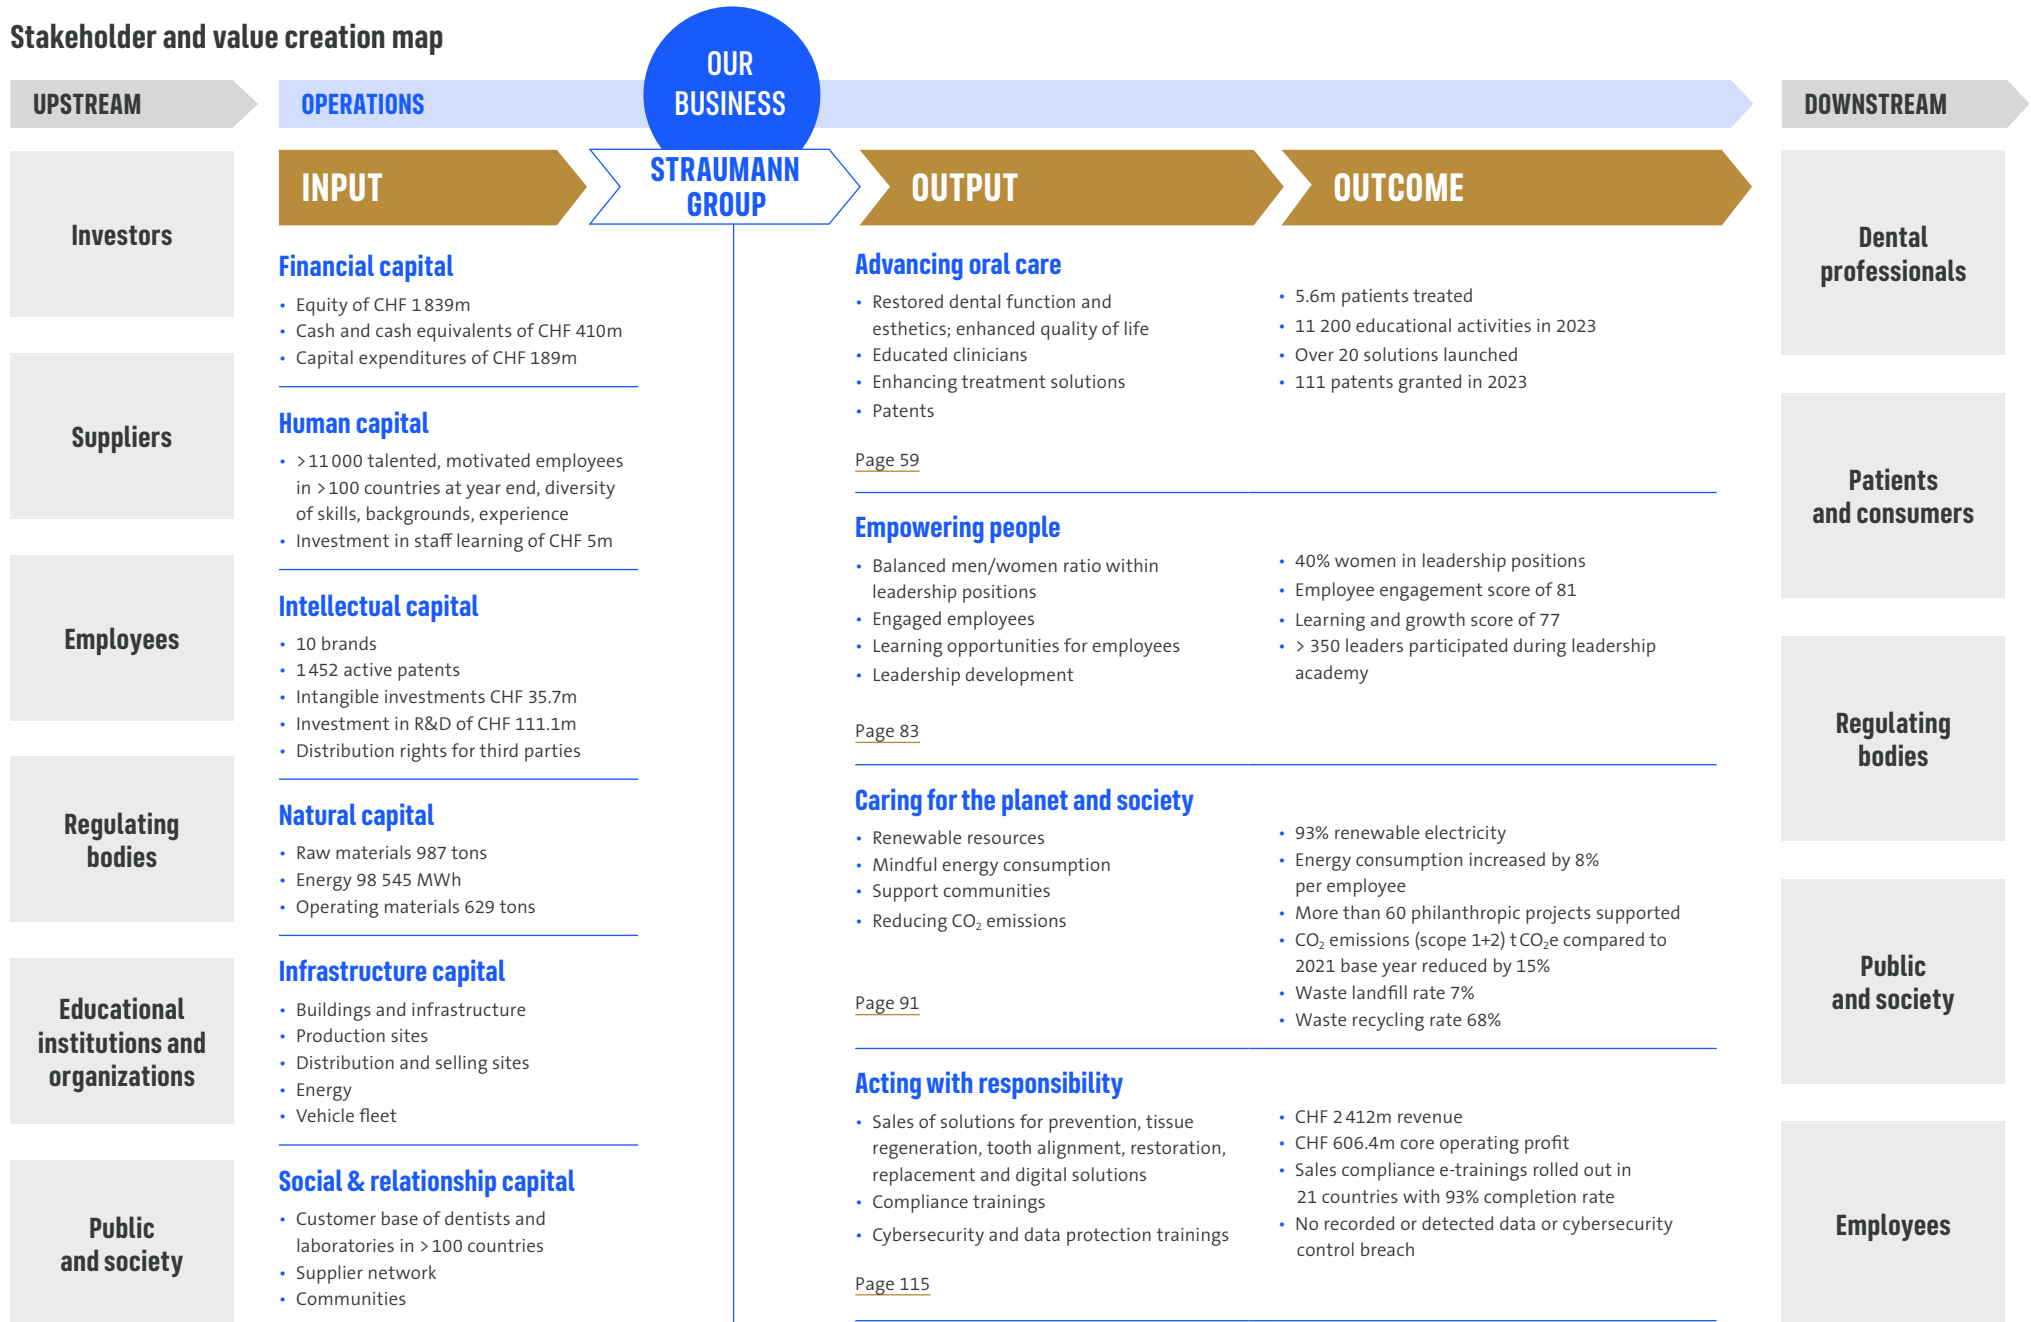 Stakeholder and value creation map
OUR
BUSINESS
UPSTREAM
OPERATIONS
DOWNSTREAM
Investors
Suppliers
Employees
Regulating
bodies
Educational
institutions and
organizations
Public
and society
INPUT
STRAUMANN
GROUP
OUTPUT
OUTCOME
Financial capital
• Equity of CHF 1 839m
• Cash and cash equivalents of CHF 410m
• Capital expenditures of CHF 189m
Human capital
• > 11 000 talented, motivated employees
in > 100 countries at year end, diversity
of skills, backgrounds, experience
• Investment in staff learning of CHF 5m
Intellectual capital
• 10 brands
• 1 452 active patents
• Intangible investments CHF 35.7m
• Investment in R&D of CHF 111.1m
• Distribution rights for third parties
Natural capital
• Raw materials 987 tons
• Energy 98 545 MWh
• Operating materials 629 tons
Infrastructure capital
• Buildings and infrastructure
• Production sites
• Distribution and selling sites
• Energy
• Vehicle fleet
Social & relationship capital
• Customer base of dentists and
laboratories in > 100 countries
• Supplier network
• Communities
Advancing oral care
• Restored dental function and
esthetics; enhanced quality of life
• Educated clinicians
• Enhancing treatment solutions
• Patents
• 5.6m patients treated
• 11 200 educational activities in 2023
• Over 20 solutions launched
• 111 patents granted in 2023
Page 59
Empowering people
• Balanced men/women ratio within
leadership positions
• Engaged employees
• Learning opportunities for employees
• Leadership development
• 40% women in leadership positions
• Employee engagement score of 81
• Learning and growth score of 77
• > 350 leaders participated during leadership
academy
Page 83
Caring for the planet and society
• Renewable resources
• Mindful energy consumption
• Support communities
• Reducing CO₂ emissions
• 93% renewable electricity
• Energy consumption increased by 8%
per employee
• More than 60 philanthropic projects supported
• CO₂ emissions (scope 1+2) t CO₂e compared to
2021 base year reduced by 15%
• Waste landfill rate 7%
• Waste recycling rate 68%
Page 91
Acting with responsibility
• Sales of solutions for prevention, tissue
regeneration, tooth alignment, restoration,
replacement and digital solutions
• Compliance trainings
• Cybersecurity and data protection trainings
• CHF 2 412m revenue
• CHF 606.4m core operating profit
• Sales compliance e-trainings rolled out in
21 countries with 93% completion rate
• No recorded or detected data or cybersecurity
control breach
Page 115
Dental
professionals
Patients
and consumers
Regulating
bodies
Public
and society
Employees